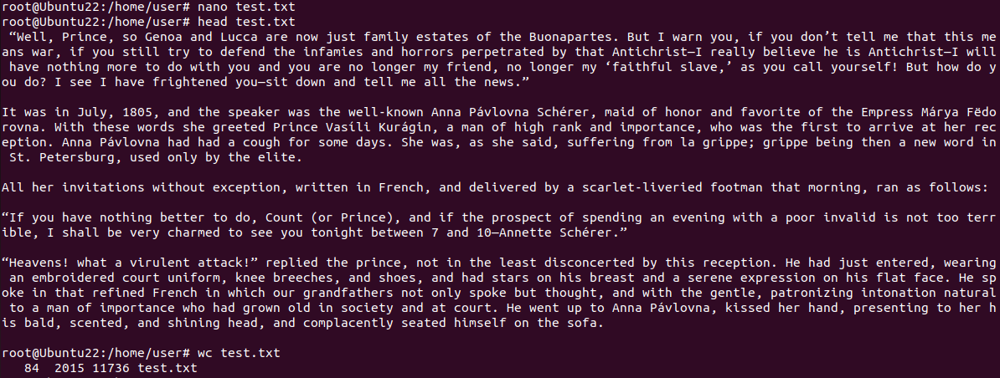 root@Ubuntu22:/home/user# nano test.txt
root@Ubuntu22:/home/user# head test.txt
 “Well, Prince, so Genoa and Lucca are now just family estates of the Buonapartes. But I warn you, if you don’t tell me that this me
ans war, if you still try to defend the infamies and horrors perpetrated by that Antichrist—I really believe he is Antichrist—I will
 have nothing more to do with you and you are no longer my friend, no longer my ‘faithful slave,’ as you call yourself! But how do y
ou do? I see I have frightened you—sit down and tell me all the news.”

It was in July, 1805, and the speaker was the well-known Anna Pávlovna Schérer, maid of honor and favorite of the Empress Márya Fëdo
rovna. With these words she greeted Prince Vasíli Kurágin, a man of high rank and importance, who was the first to arrive at her rec
eption. Anna Pávlovna had had a cough for some days. She was, as she said, suffering from la grippe; grippe being then a new word in
 St. Petersburg, used only by the elite.

All her invitations without exception, written in French, and delivered by a scarlet-liveried footman that morning, ran as follows:

“If you have nothing better to do, Count (or Prince), and if the prospect of spending an evening with a poor invalid is not too terr
ible, I shall be very charmed to see you tonight between 7 and 10—Annette Schérer.”

“Heavens! what a virulent attack!” replied the prince, not in the least disconcerted by this reception. He had just entered, wearing
 an embroidered court uniform, knee breeches, and shoes, and had stars on his breast and a serene expression on his flat face. He sp
oke in that refined French in which our grandfathers not only spoke but thought, and with the gentle, patronizing intonation natural
 to a man of importance who had grown old in society and at court. He went up to Anna Pávlovna, kissed her hand, presenting to her h
is bald, scented, and shining head, and complacently seated himself on the sofa.

root@Ubuntu22:/home/user# wc test.txt
   84  2015 11736 test.txt